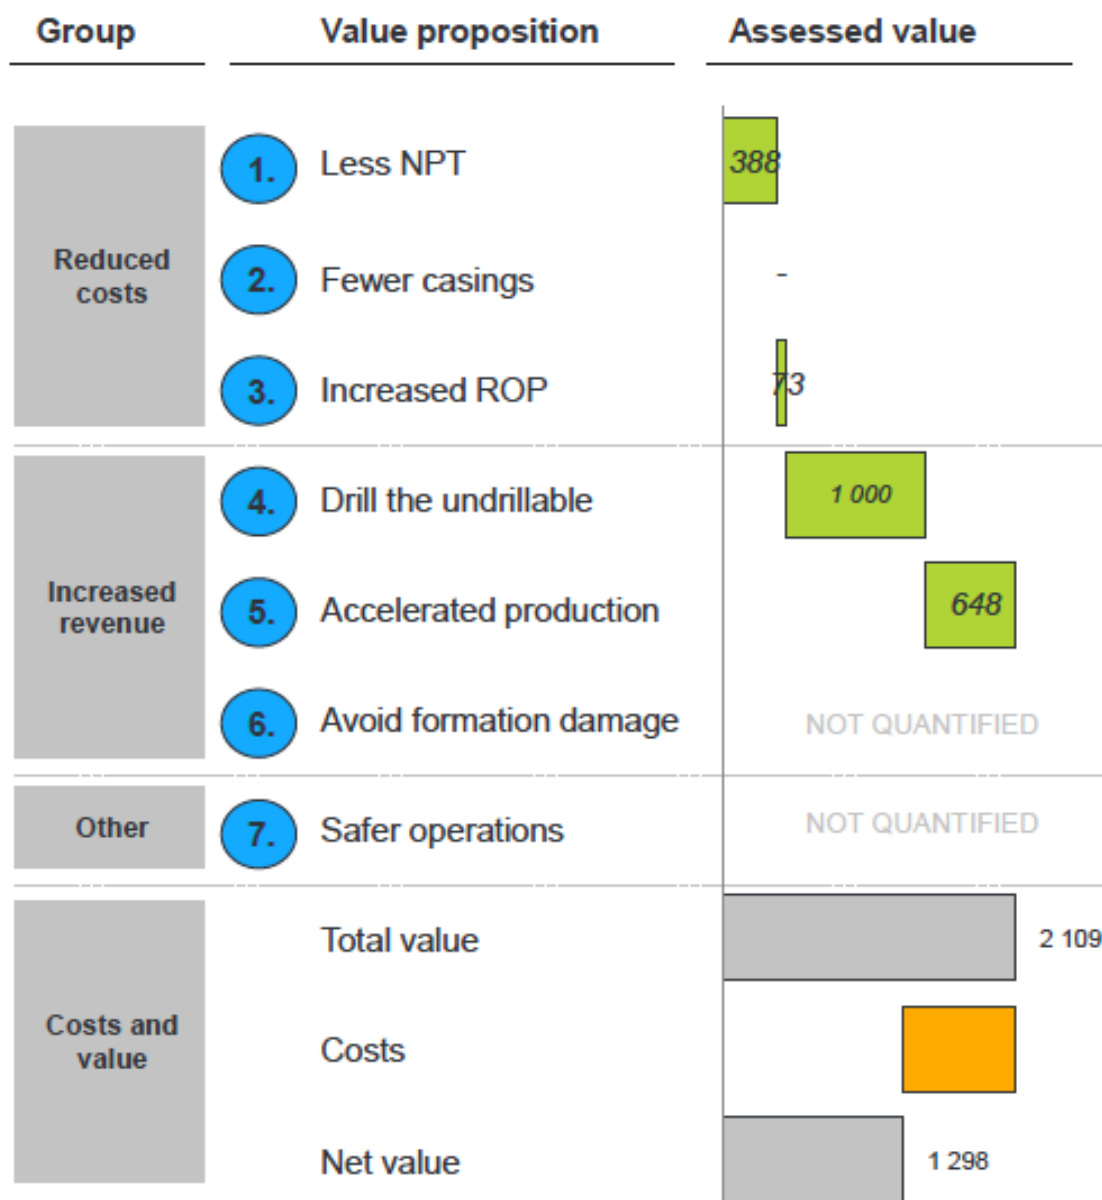 Group Value proposition Assessed value
1. Less NPT 388
Reduced
costs
2. Fewer casings -
3. Increased ROP 73
4. Drill the undrillable 1 000
Increased
revenue
5. Accelerated production 648
6. Avoid formation damage NOT QUANTIFIED
Other
7. Safer operations NOT QUANTIFIED
Total value 2 109
Costs and
value
Costs
Net value 1 298